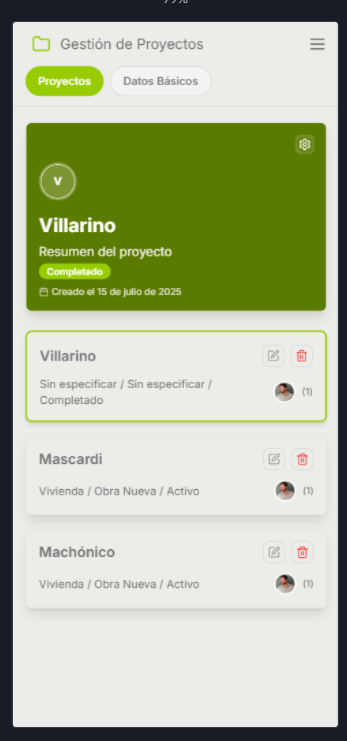 Gestión de Proyectos
Proyectos
Datos Básicos
V
Villarino
Resumen del proyecto
Completado
Creado el 15 de julio de 2025
Villarino
Sin especificar / Sin especificar /
Completado
(1)
Mascardi
Vivienda / Obra Nueva / Activo
(1)
Machónico
Vivienda / Obra Nueva / Activo
(1)